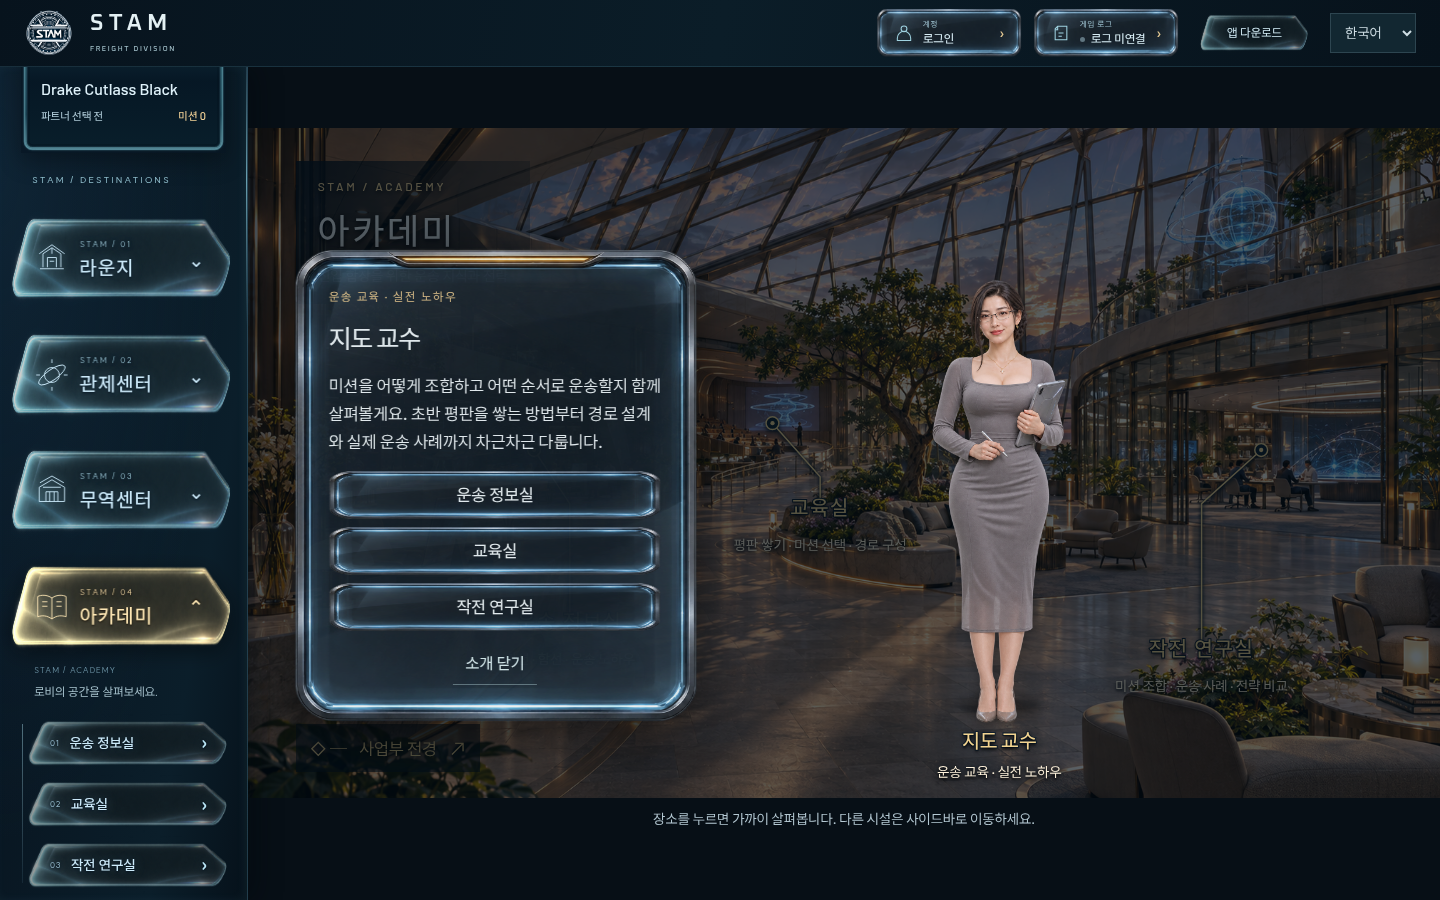 STAM
STAM
FREIGHT DIVISION
계정
로그인
게임 로그
로그 미연결
앱 다운로드
한국어
Drake Cutlass Black
파트너 선택 전
미션 0
STAM / DESTINATIONS
STAM / 01
라운지
STAM / 02
관제센터
STAM / 03
무역센터
STAM / 04
아카데미
STAM / ACADEMY
로비의 공간을 살펴보세요.
01 운송 정보실
02 교육실
03 작전 연구실
STAM / ACADEMY
아카데미
운송 교육 · 실전 노하우
지도 교수
미션을 어떻게 조합하고 어떤 순서로 운송할지 함께
살펴볼게요. 초반 평판을 쌓는 방법부터 경로 설계
와 실제 운송 사례까지 차근차근 다룹니다.
운송 정보실
교육실
작전 연구실
소개 닫기
사업부 전경
교육실
평판 쌓기 · 미션 선택 · 경로 구성
작전 연구실
미션 조합 · 운송 사례 · 전략 비교
지도 교수
운송 교육 · 실전 노하우
장소를 누르면 가까이 살펴봅니다. 다른 시설은 사이드바로 이동하세요.